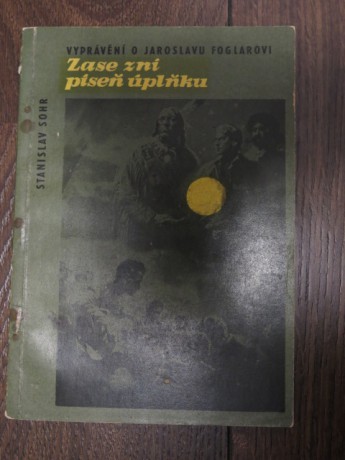 VYPRÁVĚNÍ O JAROSLAVU FOGLAROVI
Zase zní
píseň úplňku
STANISLAV SOHR